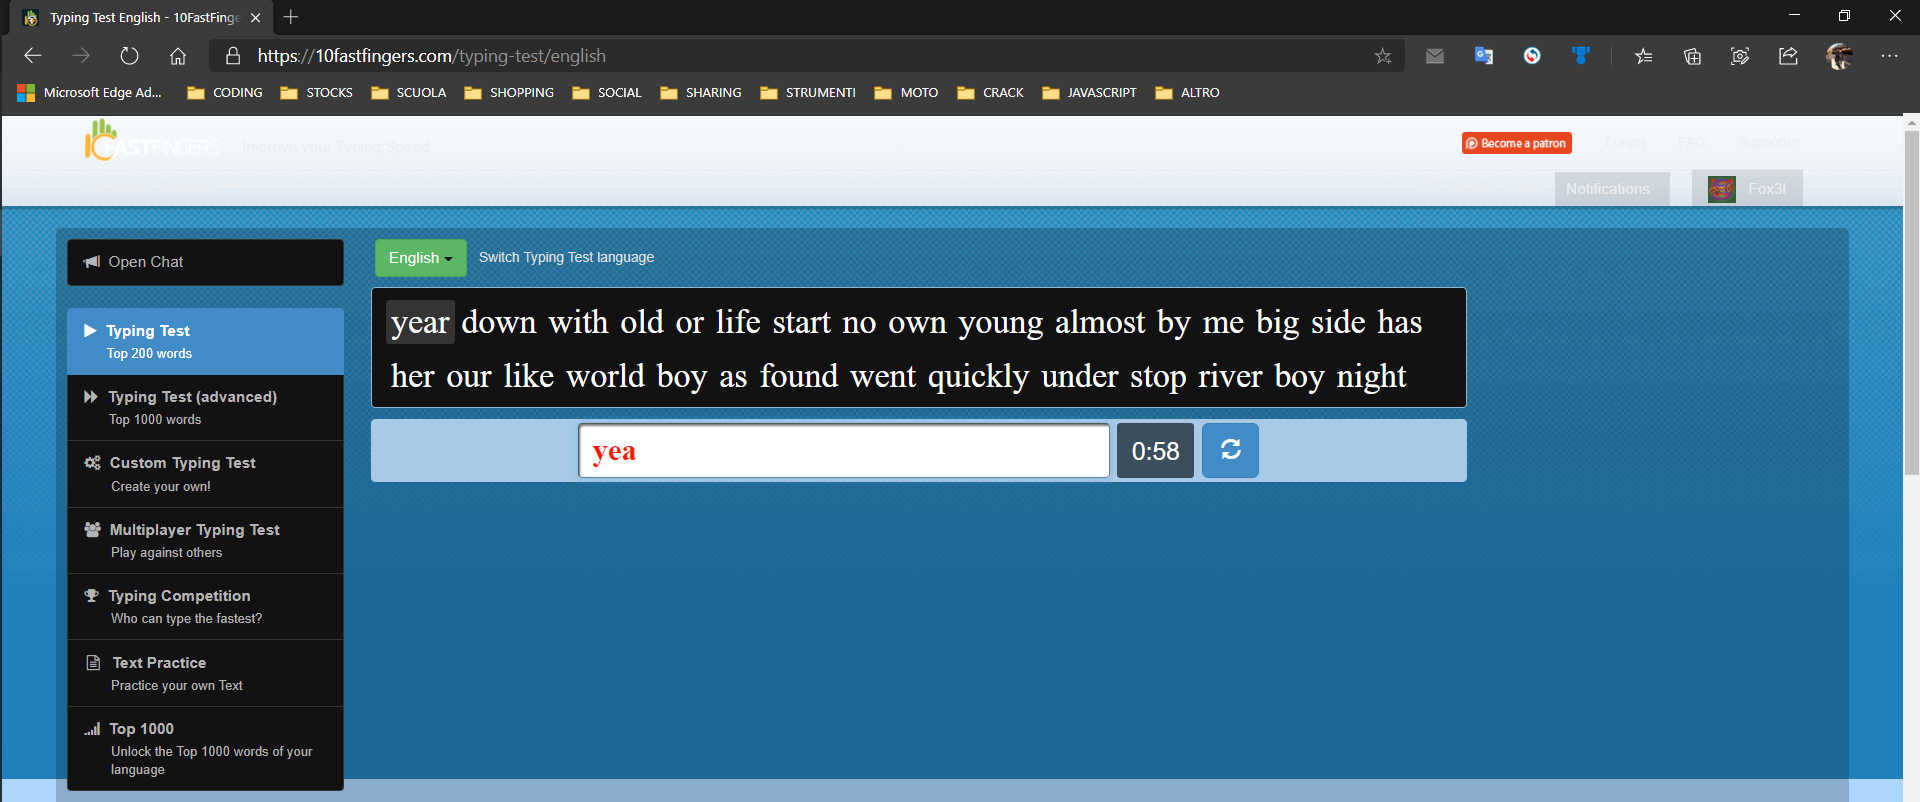 Typing Test English - 10FastFinge
https://10fastfingers.com/typing-test/english
Microsoft Edge Ad... CODING STOCKS SCUOLA SHOPPING SOCIAL SHARING STRUMENTI MOTO CRACK JAVASCRIPT ALTRO
10FASTFINGERS Improve your Typing Speed Become a patron Forum FAQ Supporter
Notifications Fox3l
Open Chat
English Switch Typing Test language
year down with old or life start no own young almost by me big side has
her our like world boy as found went quickly under stop river boy night
yea 0:58
Typing Test
Top 200 words
Typing Test (advanced)
Top 1000 words
Custom Typing Test
Create your own!
Multiplayer Typing Test
Play against others
Typing Competition
Who can type the fastest?
Text Practice
Practice your own Text
Top 1000
Unlock the Top 1000 words of your
language